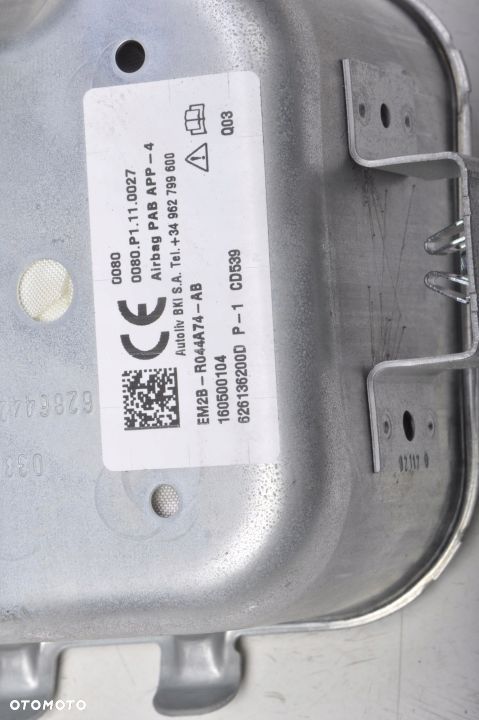 0080
0080.P1.11.0027
Airbag PAB APP-4
Autoliv BKI S.A. Tel.+34 962 799 600
CE
EM2B-R044A74-AB
160500104
626136200D P-1 CD539
Q03
OTOMOTO